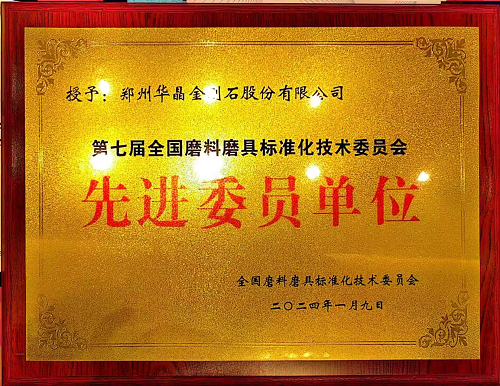 授予：郑州华晶金刚石股份有限公司
第七届全国磨料磨具标准化技术委员会
先进委员单位
全国磨料磨具标准化技术委员会
二〇二四年一月九日